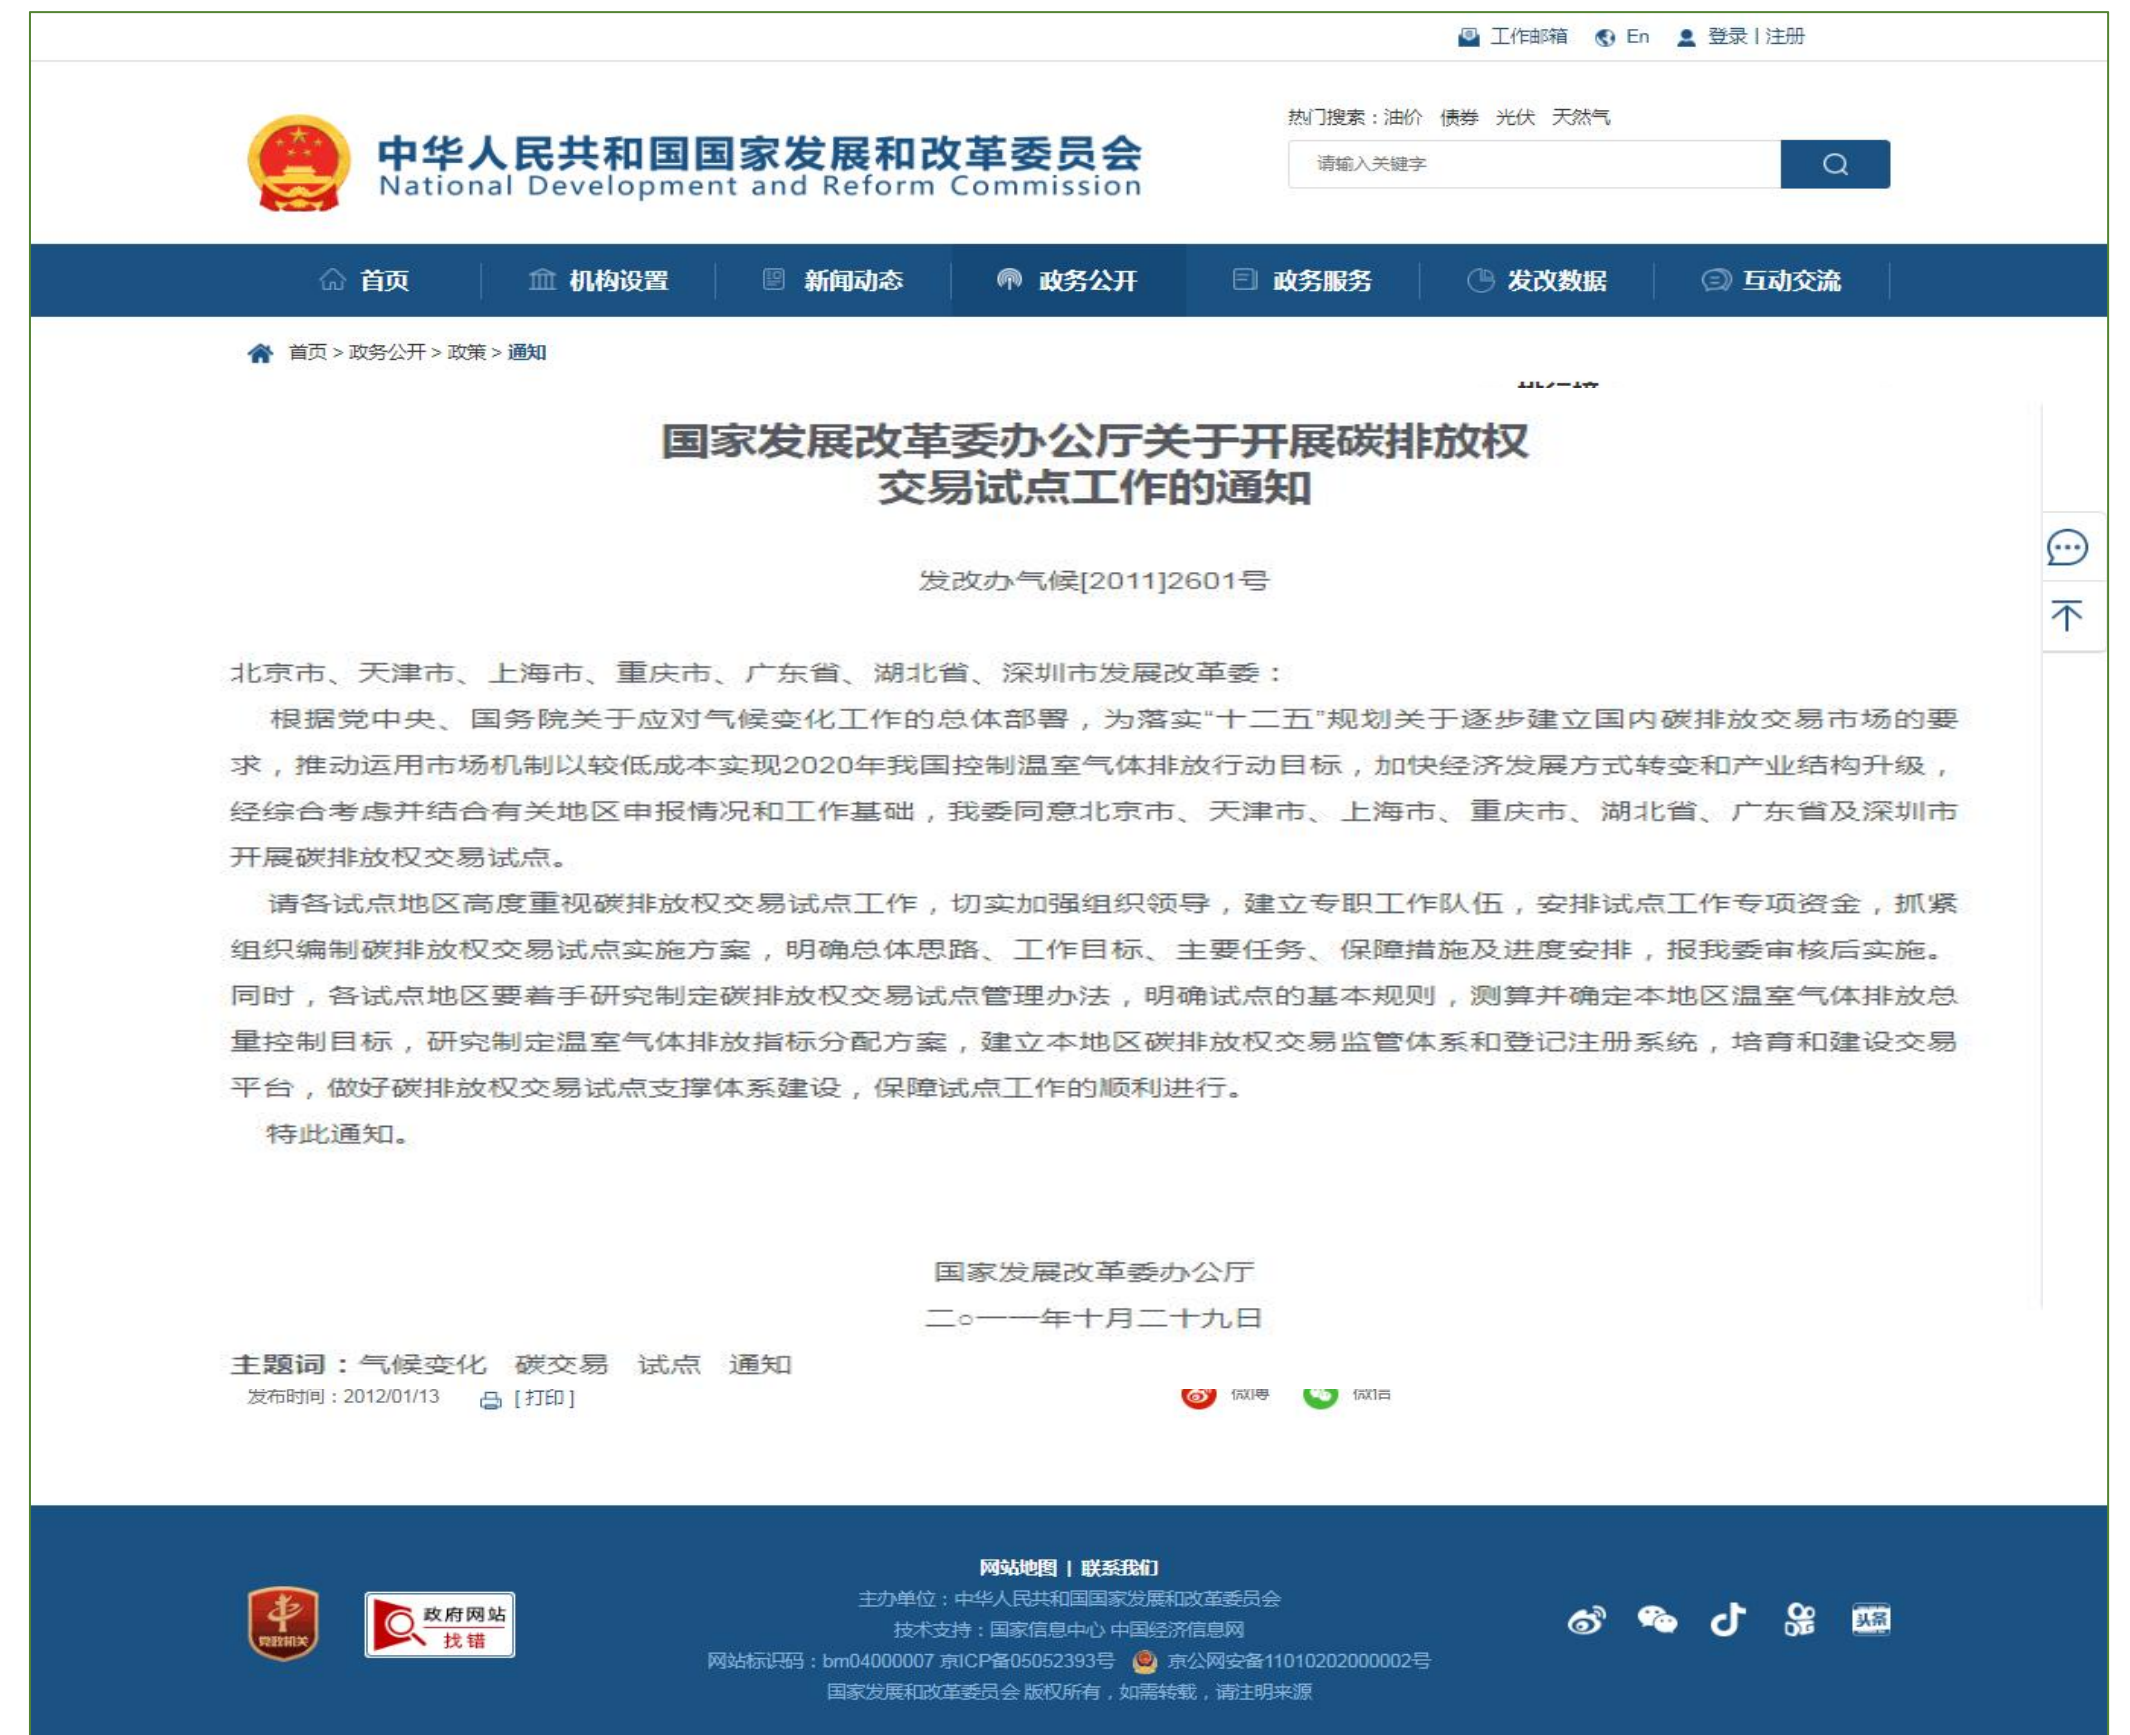 工作邮箱 En 登录 | 注册
热门搜索：油价 债券 光伏 天然气
中华人民共和国国家发展和改革委员会
National Development and Reform Commission
请输入关键字
首页 机构设置 新闻动态 政务公开 政务服务 发改数据 互动交流
首页 > 政务公开 > 政策 > 通知
国家发展改革委办公厅关于开展碳排放权
交易试点工作的通知
发改办气候[2011]2601号
北京市、天津市、上海市、重庆市、广东省、湖北省、深圳市发展改革委：
根据党中央、国务院关于应对气候变化工作的总体部署，为落实“十二五”规划关于逐步建立国内碳排放交易市场的要
求，推动运用市场机制以较低成本实现2020年我国控制温室气体排放行动目标，加快经济发展方式转变和产业结构升级，
经综合考虑并结合有关地区申报情况和工作基础，我委同意北京市、天津市、上海市、重庆市、湖北省、广东省及深圳市
开展碳排放权交易试点。
请各试点地区高度重视碳排放权交易试点工作，切实加强组织领导，建立专职工作队伍，安排试点工作专项资金，抓紧
组织编制碳排放权交易试点实施方案，明确总体思路、工作目标、主要任务、保障措施及进度安排，报我委审核后实施。
同时，各试点地区要着手研究制定碳排放权交易试点管理办法，明确试点的基本规则，测算并确定本地区温室气体排放总
量控制目标，研究制定温室气体排放指标分配方案，建立本地区碳排放权交易监管体系和登记注册系统，培育和建设交易
平台，做好碳排放权交易试点支撑体系建设，保障试点工作的顺利进行。
特此通知。
国家发展改革委办公厅
二○一一年十月二十九日
主题词：气候变化 碳交易 试点 通知
发布时间：2012/01/13 [ 打印 ] 微博 微信
网站地图 | 联系我们
主办单位：中华人民共和国国家发展和改革委员会
技术支持：国家信息中心 中国经济信息网
网站标识码：bm04000007 京ICP备05052393号 京公网安备11010202000002号
国家发展和改革委员会 版权所有，如需转载，请注明来源
党政机关
政府网站
找错
头条